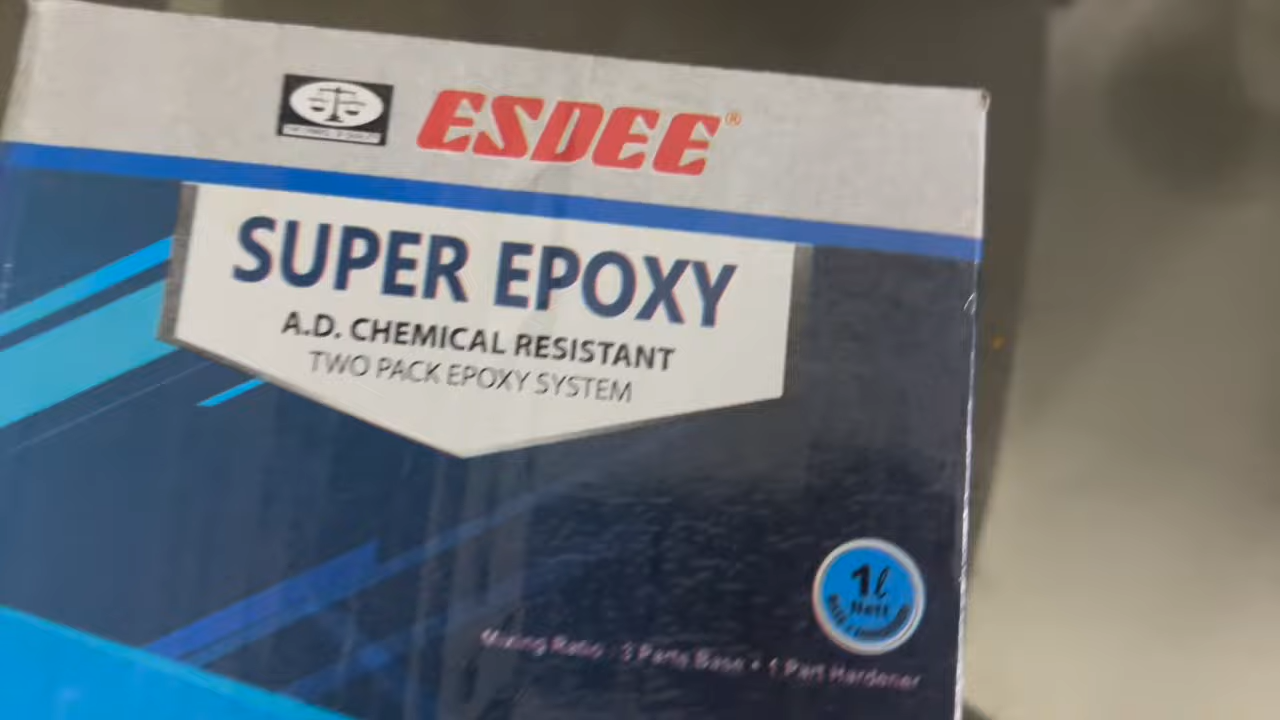 ESDEE®
SUPER EPOXY
A.D. CHEMICAL RESISTANT
TWO PACK EPOXY SYSTEM
1ℓ
Nett
Mixing Ratio : 3 Parts Base + 1 Part Hardener